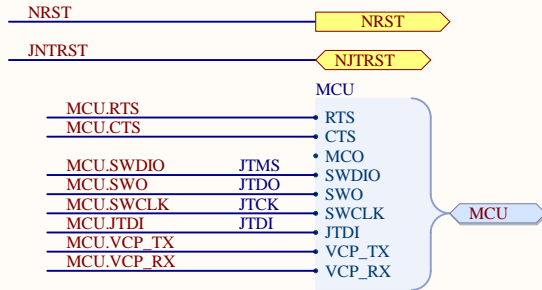 NRST NRST
JNTRST NJTRST
MCU
MCU.RTS RTS
MCU.CTS CTS
MCO
MCU.SWDIO JTMS SWDIO
MCU.SWO JTDO SWO
MCU.SWCLK JTCK SWCLK
MCU
MCU.JTDI JTDI JTDI
MCU.VCP_TX VCP_TX
MCU.VCP_RX VCP_RX